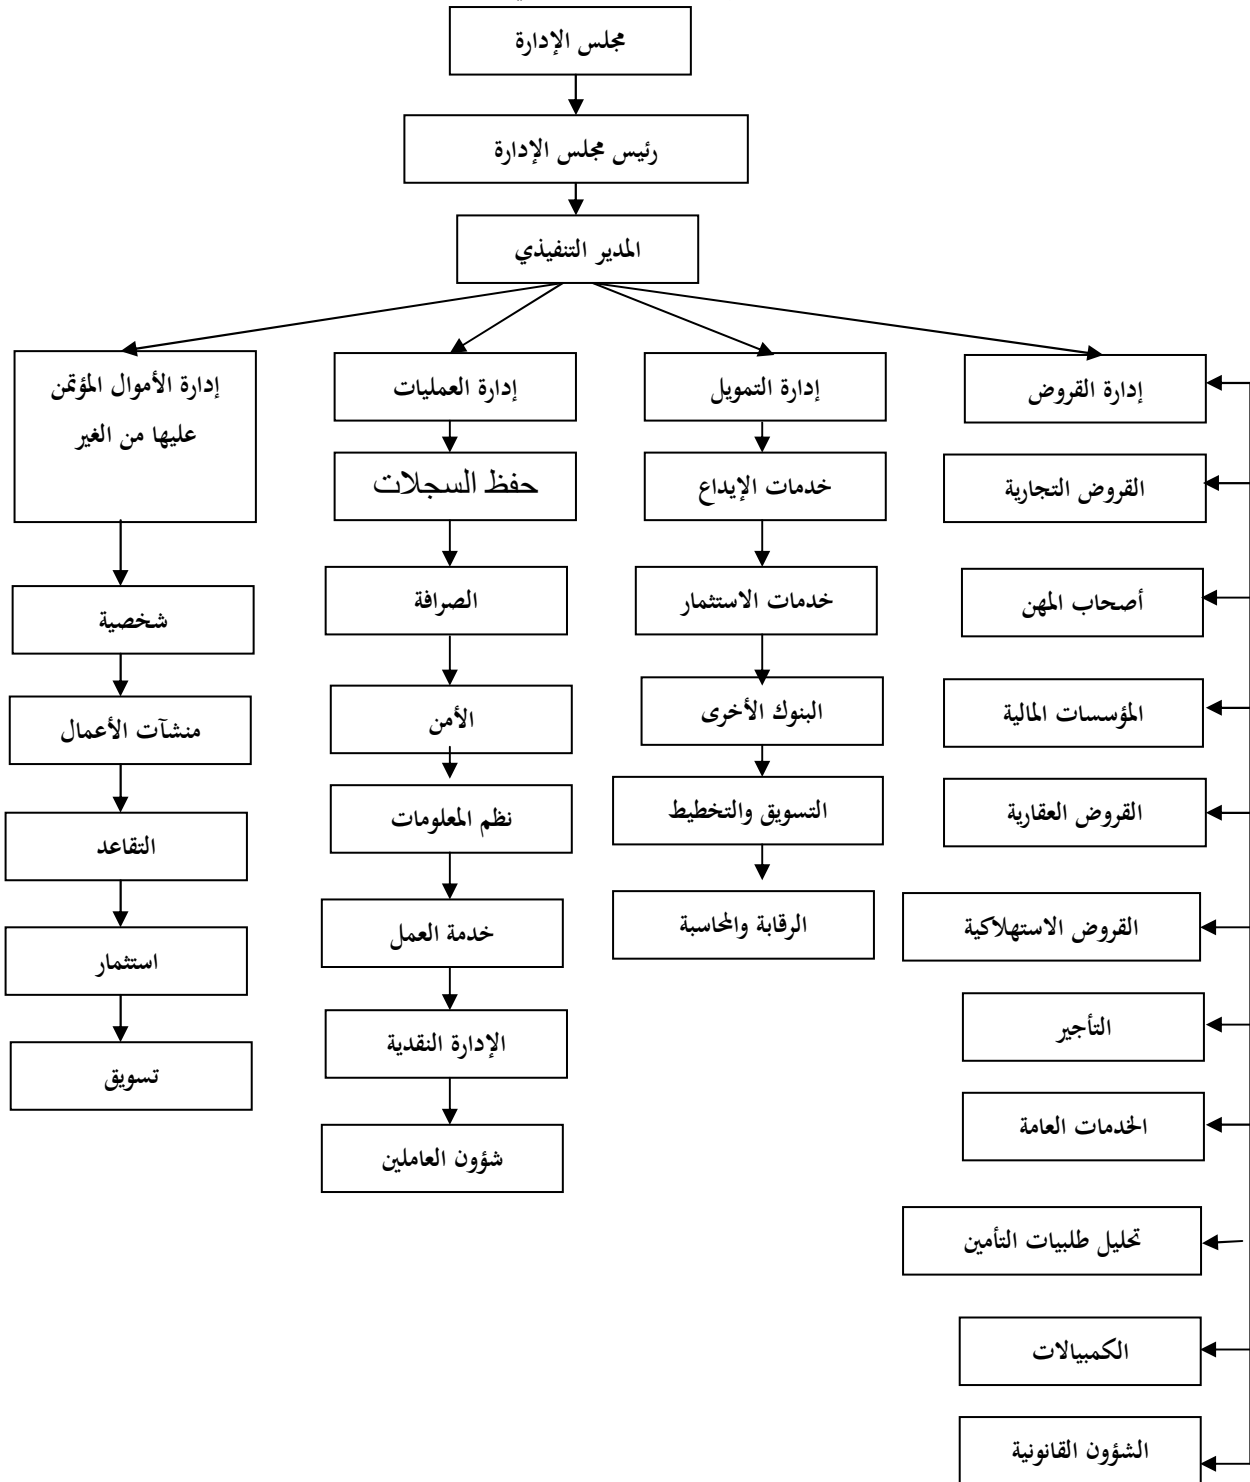 مجلس الإدارة
رئيس مجلس الإدارة
المدير التنفيذي
إدارة القروض
القروض التجارية
أصحاب المهن
المؤسسات المالية
القروض العقارية
القروض الاستهلاكية
التأجير
الخدمات العامة
تحليل طلبيات التأمين
الكمبيالات
الشؤون القانونية
إدارة التمويل
خدمات الإيداع
خدمات الاستثمار
البنوك الأخرى
التسويق والتخطيط
الرقابة والمحاسبة
إدارة العمليات
حفظ السجلات
الصرافة
الأمن
نظم المعلومات
خدمة العمل
الإدارة النقدية
شؤون العاملين
إدارة الأموال المؤتمن
عليها من الغير
شخصية
منشآت الأعمال
التقاعد
استثمار
تسويق